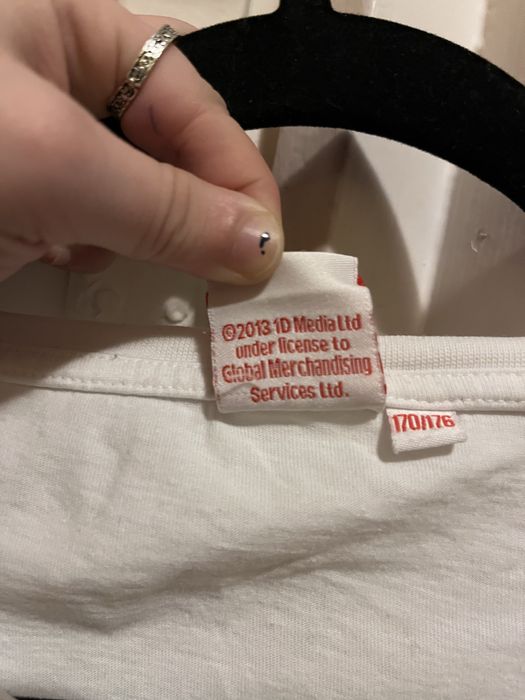 ©2013 1D Media Ltd
under license to
Global Merchandising
Services Ltd.
170/176